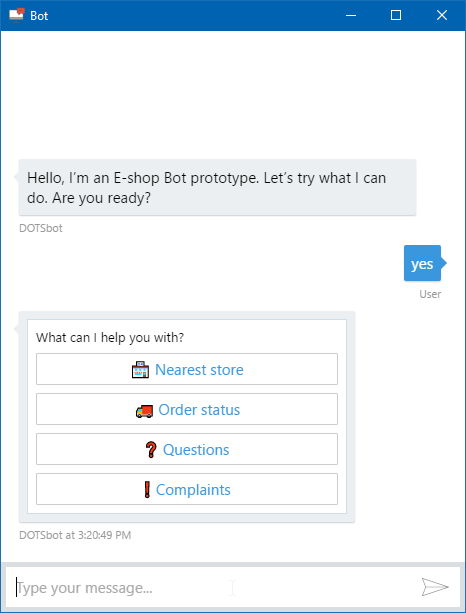 Bot
Hello, I’m an E-shop Bot prototype. Let’s try what I can
do. Are you ready?
DOTSbot
yes
User
What can I help you with?
Nearest store
Order status
Questions
Complaints
DOTSbot at 3:20:49 PM
Type your message...